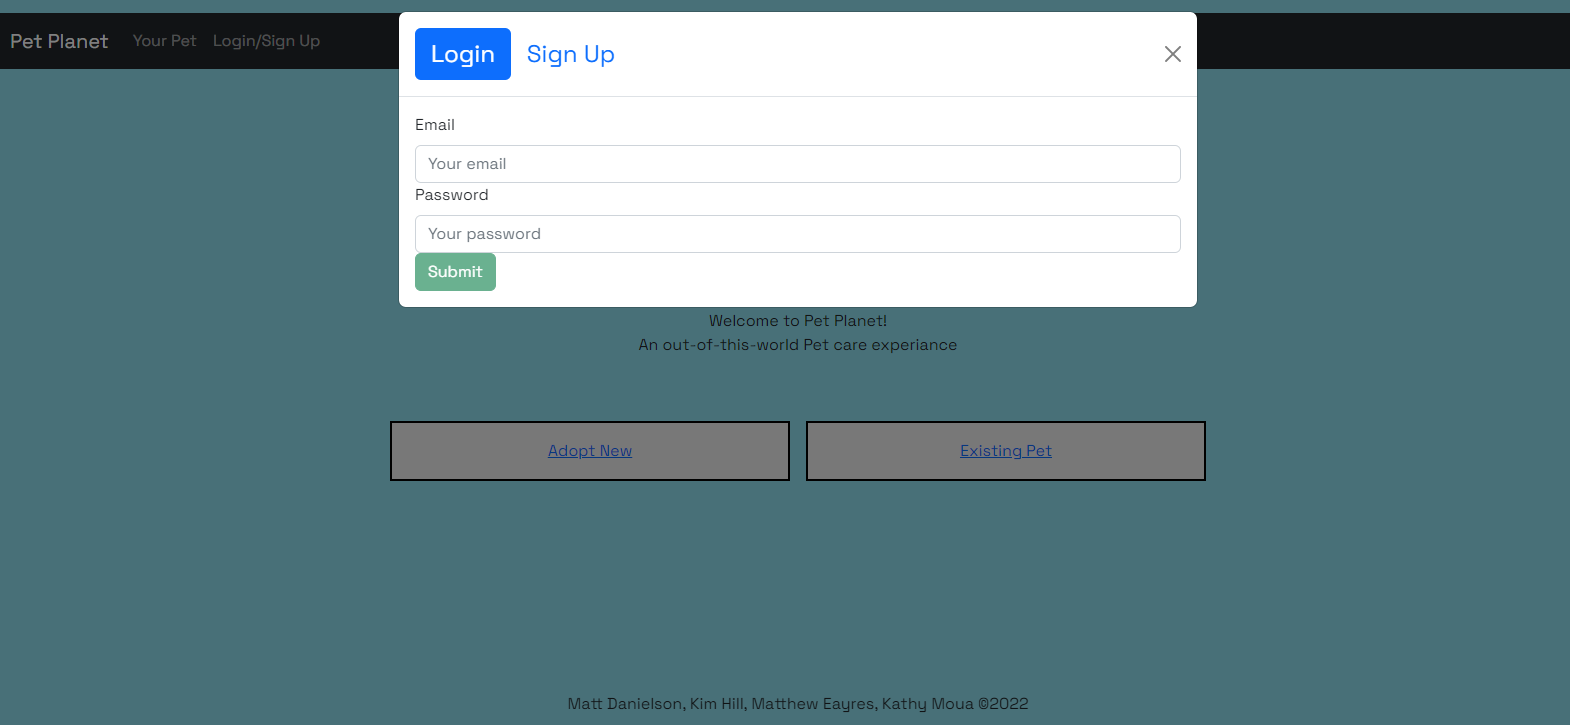 Pet Planet Your Pet Login/Sign Up
Login Sign Up
Email
Your email
Password
Your password
Submit
Welcome to Pet Planet!
An out-of-this-world Pet care experiance
Adopt New Existing Pet
Matt Danielson, Kim Hill, Matthew Eayres, Kathy Moua ©2022